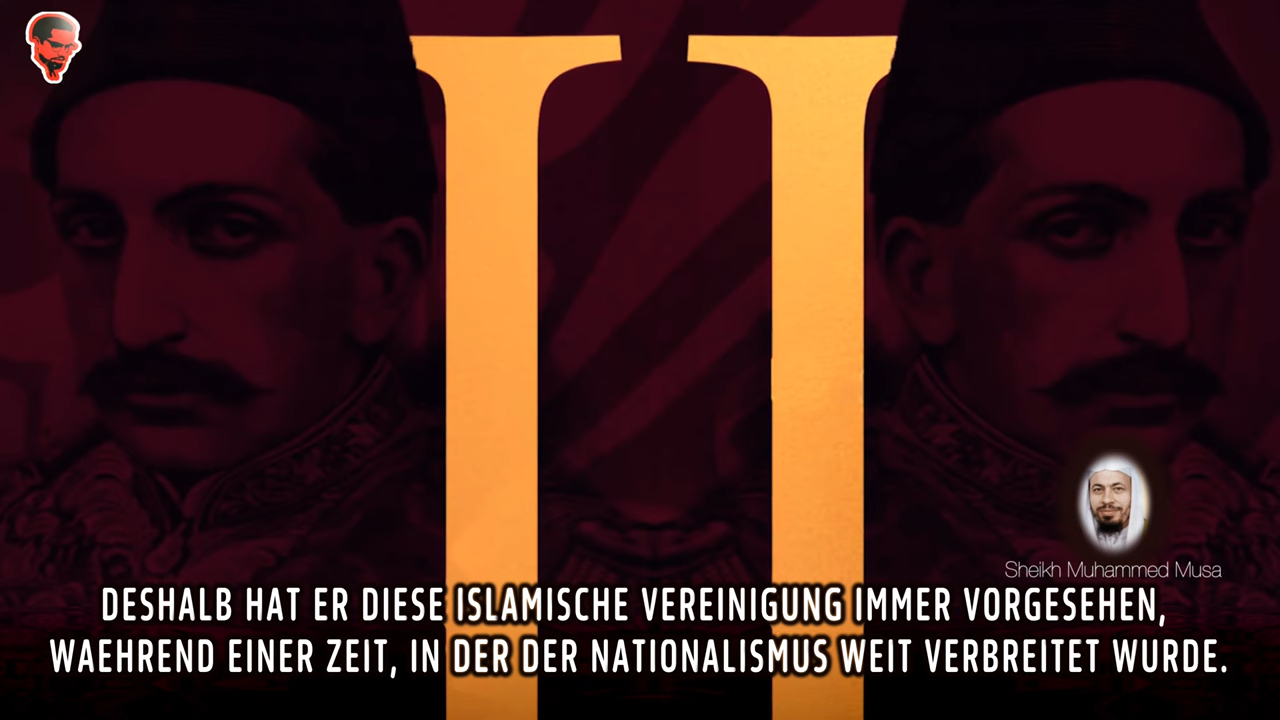 II
Sheikh Muhammed Musa
DESHALB HAT ER DIESE ISLAMISCHE VEREINIGUNG IMMER VORGESEHEN,
WAEHREND EINER ZEIT, IN DER DER NATIONALISMUS WEIT VERBREITET WURDE.